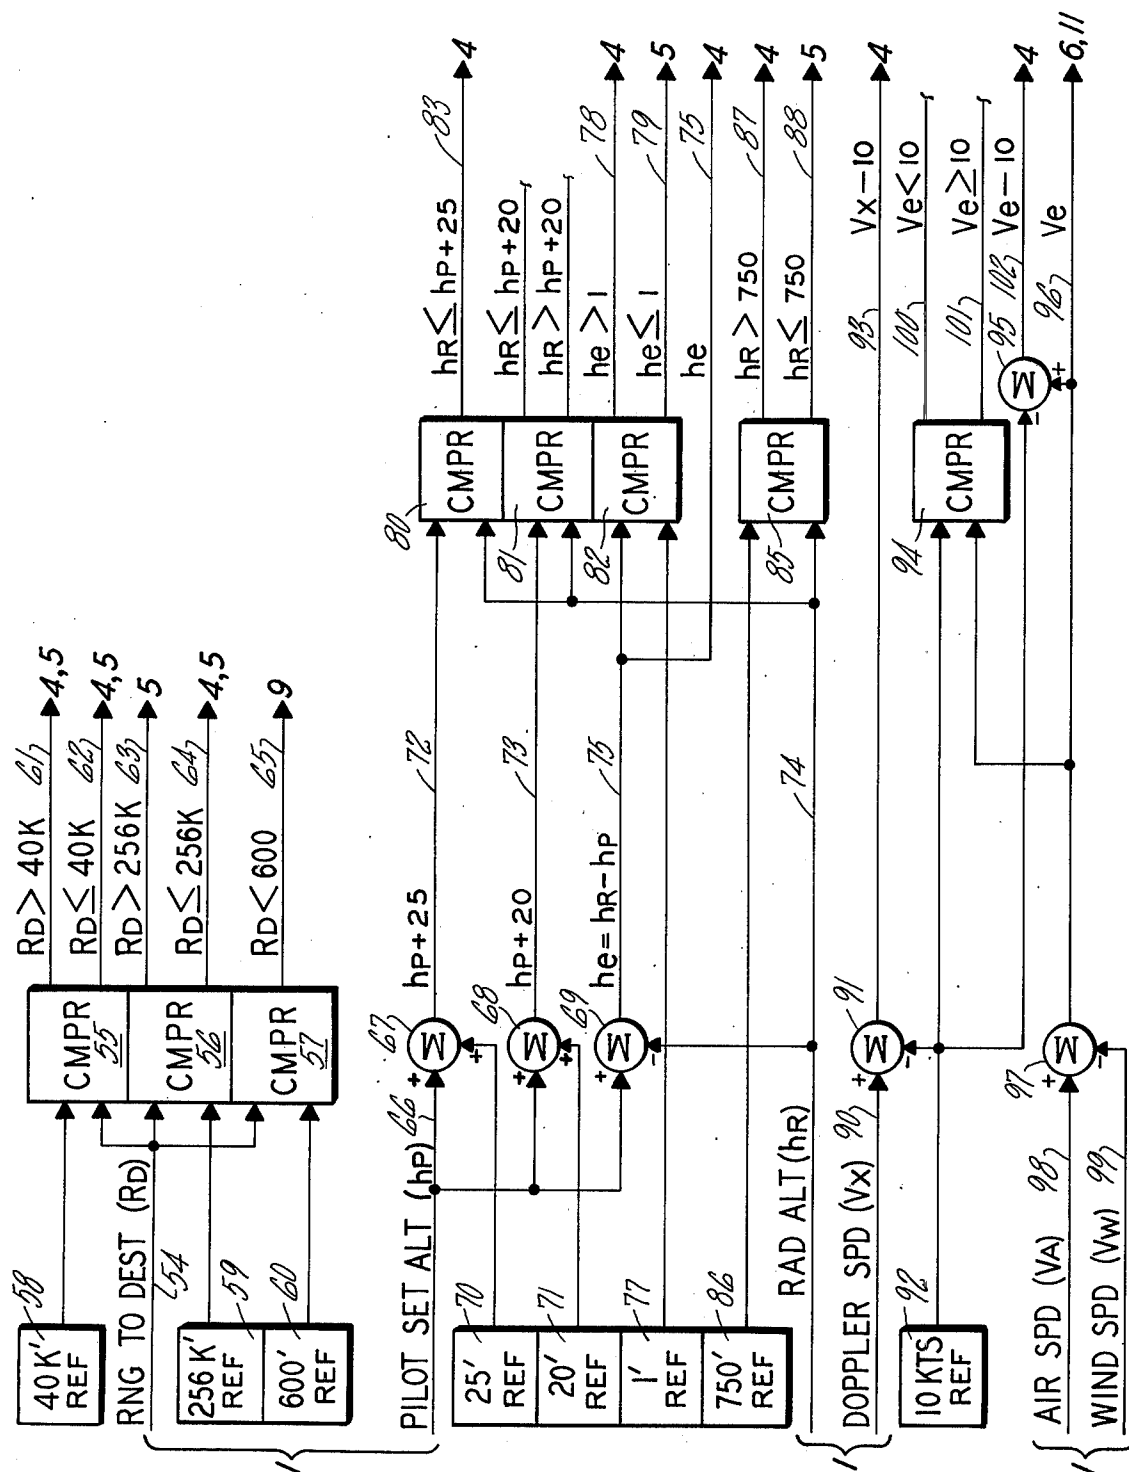 40K'
REF
58
RNG TO DEST (RD)
54
256K'
REF
59
600'
REF
60
CMPR
55
CMPR
56
CMPR
57
RD>40K 61
4,5
RD≤40K 62
4,5
RD>256K 63
5
RD≤256K 64
4,5
RD<600 65
9
1
PILOT SET ALT (hP) 66
25'
REF
70
20'
REF
71
1'
REF
77
750'
REF
86
67
M
+
+
hP+25
72
68
M
+
+
hP+20
73
69
M
+
-
he=hR-hP
75
80
CMPR
81
CMPR
82
CMPR
hR≤hP+25
83
4
hR≤hP+20
hR>hP+20
he>1
78
4
he≤1
79
5
he
75
4
85
CMPR
hR>750
87
4
hR≤750
88
5
RAD ALT (hR)
74
1
DOPPLER SPD (Vx) 90
+
-
M
91
Vx-10
93
4
10 KTS
REF
92
94
CMPR
Ve<10
100
Ve≥10
101
Ve-10
102
4
M
95
-
+
AIR SPD (VA) 98
WIND SPD (VW) 99
1
97
M
+
-
Ve
96
6,11